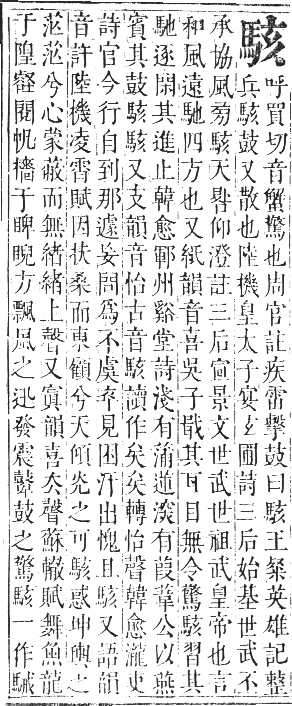 駭
呼買切音蟹驚也周官註疾雷擊鼓曰駭王粲英雄記整
兵駭鼓又散也陸機皇太子宴玄圃詩三后始基世武丕
承協風旁駭天晷仰澄註三后宣景文世武世祖武皇帝也言
和風遠馳四方也又紙韻音喜吳子戢其耳目無令驚駭習其
馳逐閑其進止韓愈鄆州谿堂詩淺有蒲蓮深有葭葦公以燕
賓其鼓駭駭又支韻音怡古音駭讀作矣矣轉怡聲韓愈瀧吏
詩官今行自到那遽妄問為不虞卒見困汗出愧且駭又語韻
音許陸機凌霄賦因扶桑而東顧兮天傾光之可駭惑坤輿之
茫茫兮心蒙蔽而無緒緒上聲又寘韻喜去聲蘇轍賦舞魚龍
于隍壑閱帆檣于睥睨方飄風之迅發震鼙鼓之驚駭一作駴